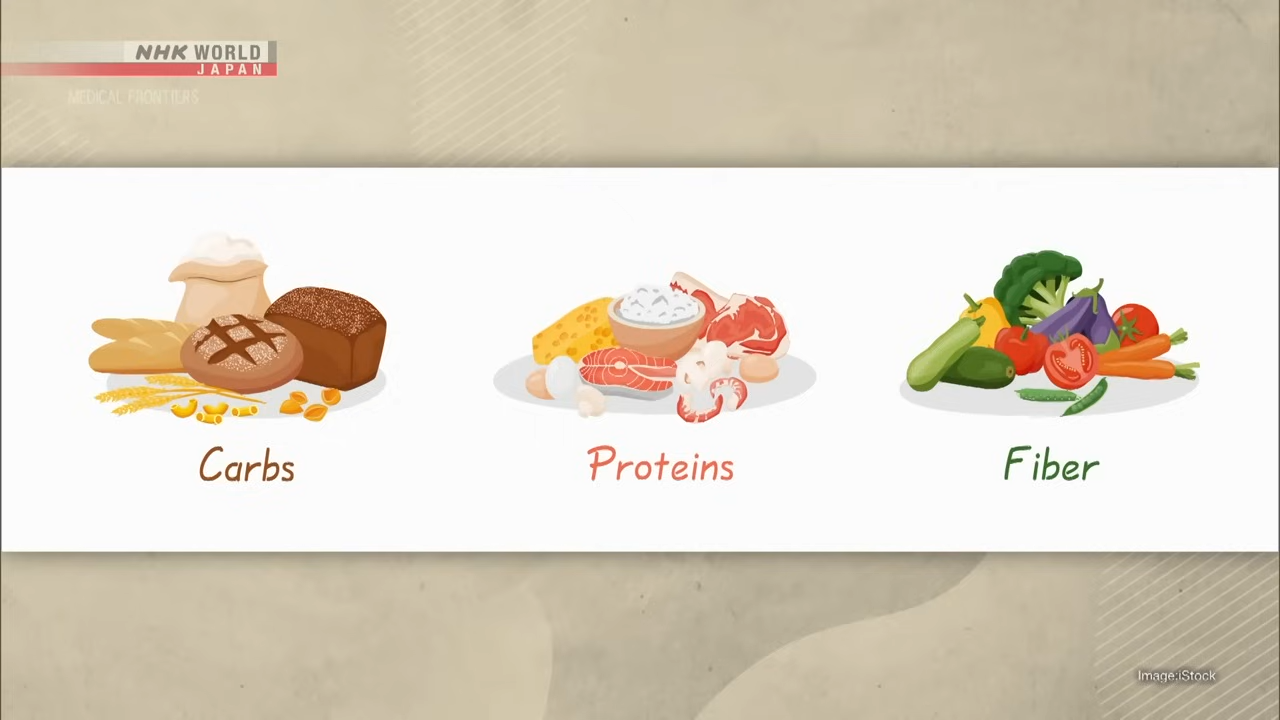 NHK WORLD
JAPAN
MEDICAL FRONTIERS
Carbs
Proteins
Fiber
Image:iStock